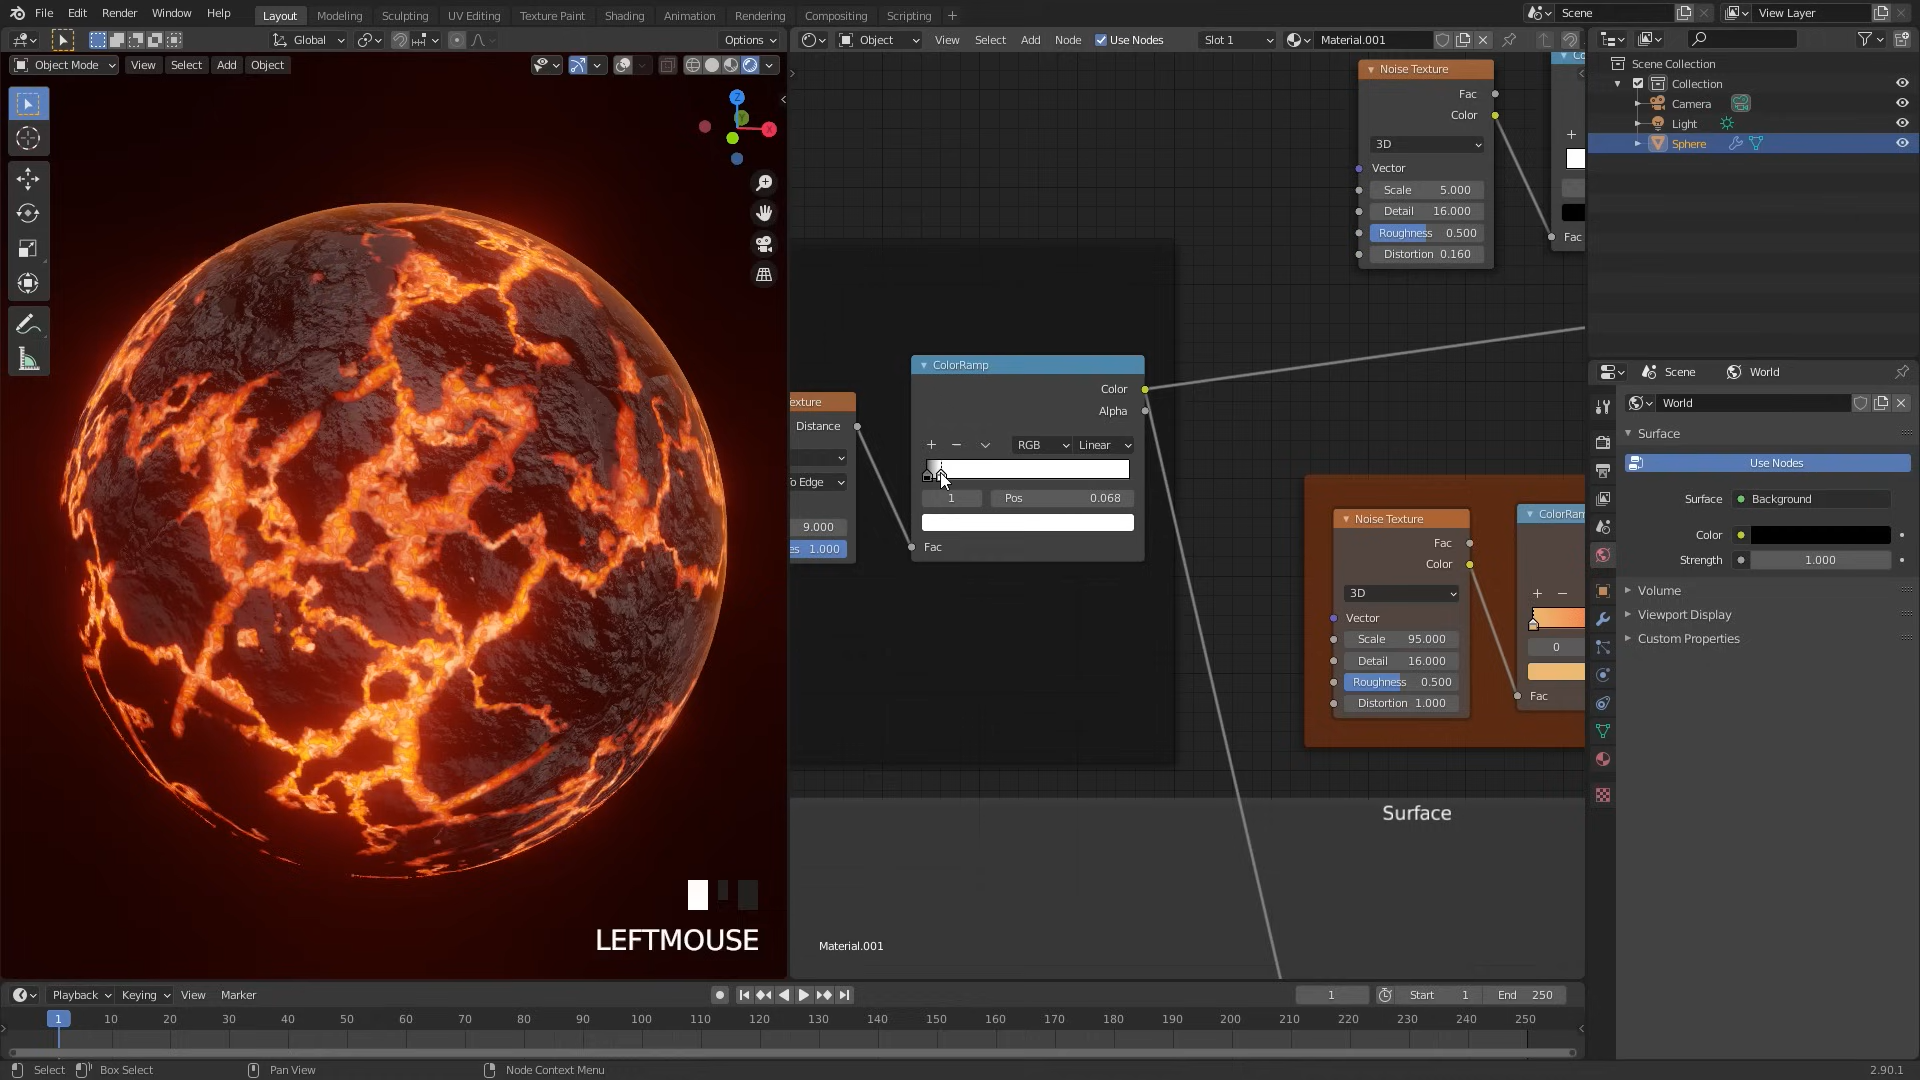 File Edit Render Window Help Layout Modeling Sculpting UV Editing Texture Paint Shading Animation Rendering Compositing Scripting + Scene View Layer
Global Options Object View Select Add Node Use Nodes Slot 1 Material.001
Object Mode View Select Add Object
Scene Collection
Collection
Camera
Light
Sphere
Noise Texture
Fac
Color
3D
Vector
Scale 5.000
Detail 16.000
Roughness 0.500
Distortion 0.160
Fac
ColorRamp
Color
Alpha
RGB Linear
1 Pos 0.068
Fac
exture
Distance
o Edge
9.000
es 1.000
Noise Texture
Fac
Color
3D
Vector
Scale 95.000
Detail 16.000
Roughness 0.500
Distortion 1.000
ColorRam
0
Fac
Surface
Material.001
LEFTMOUSE
Scene World
World
Surface
Use Nodes
Surface Background
Color
Strength 1.000
Volume
Viewport Display
Custom Properties
Playback Keying View Marker 1 Start 1 End 250
1 10 20 30 40 50 60 70 80 90 100 110 120 130 140 150 160 170 180 190 200 210 220 230 240 250
Select Box Select Pan View Node Context Menu 2.90.1